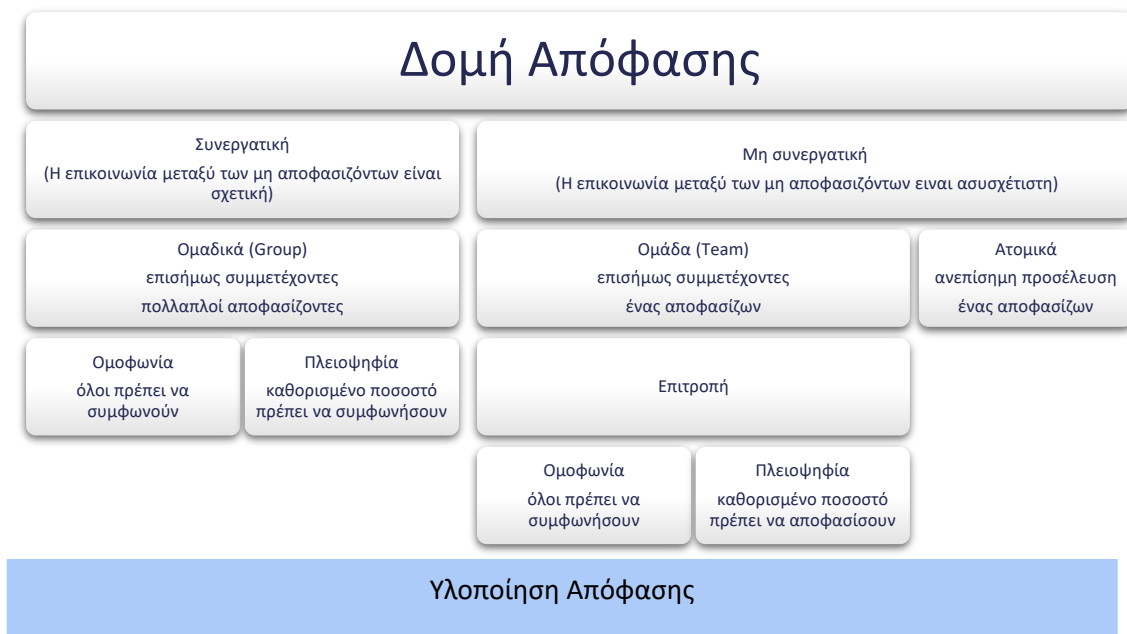 Δομή Απόφασης
Συνεργατική
(Η επικοινωνία μεταξύ των μη αποφασιζόντων είναι
σχετική)
Μη συνεργατική
(Η επικοινωνία μεταξύ των μη αποφασιζόντων ειναι ασυσχέτιστη)
Ομαδικά (Group)
επισήμως συμμετέχοντες
πολλαπλοί αποφασίζοντες
Ομάδα (Team)
επισήμως συμμετέχοντες
ένας αποφασίζων
Ατομικά
ανεπίσημη προσέλευση
ένας αποφασίζων
Ομοφωνία
όλοι πρέπει να
συμφωνούν
Πλειοψηφία
καθορισμένο ποσοστό
πρέπει να συμφωνήσουν
Επιτροπή
Ομοφωνία
όλοι πρέπει να
συμφωνήσουν
Πλειοψηφία
καθορισμένο ποσοστό
πρέπει να αποφασίσουν
Υλοποίηση Απόφασης